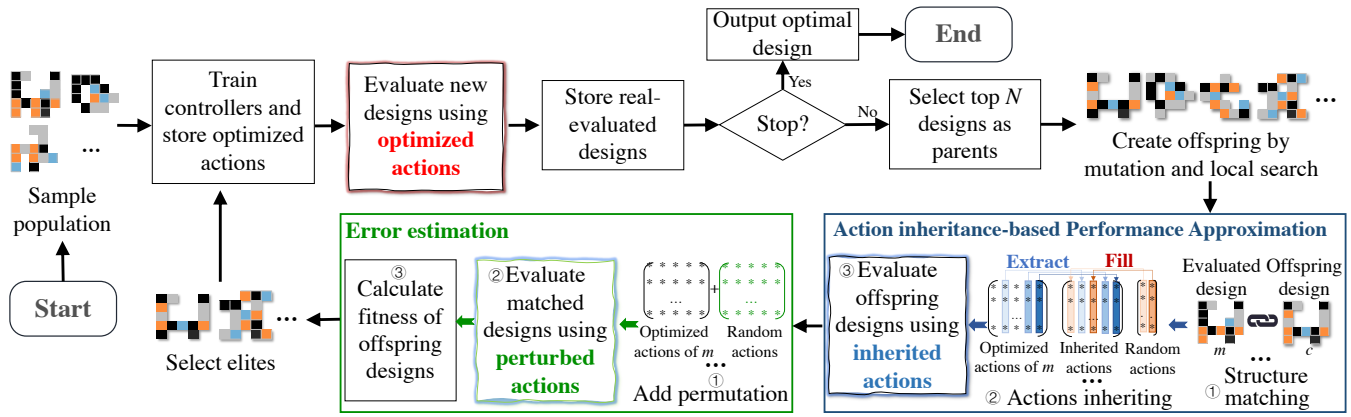 Start
Sample
population
...
Train
controllers and
store optimized
actions
Evaluate new
designs using
optimized
actions
Store real-
evaluated
designs
Stop?
Yes
Output optimal
design
End
No
Select top N
designs as
parents
...
Create offspring by
mutation and local search
Action inheritance-based Performance Approximation
Evaluated
design
Offspring
design
m
c
...
① Structure
matching
Extract
Fill
Optimized
actions of m
Inherited
actions
Random
actions
...
② Actions inheriting
③ Evaluate
offspring
designs using
inherited
actions
Error estimation
* * * * *
* * * * *
...
* * * * *
+
* * * * *
* * * * *
...
* * * * *
Optimized
actions of m
Random
actions
...
①
Add permutation
② Evaluate
matched
designs using
perturbed
actions
③
Calculate
fitness of
offspring
designs
...
Select elites